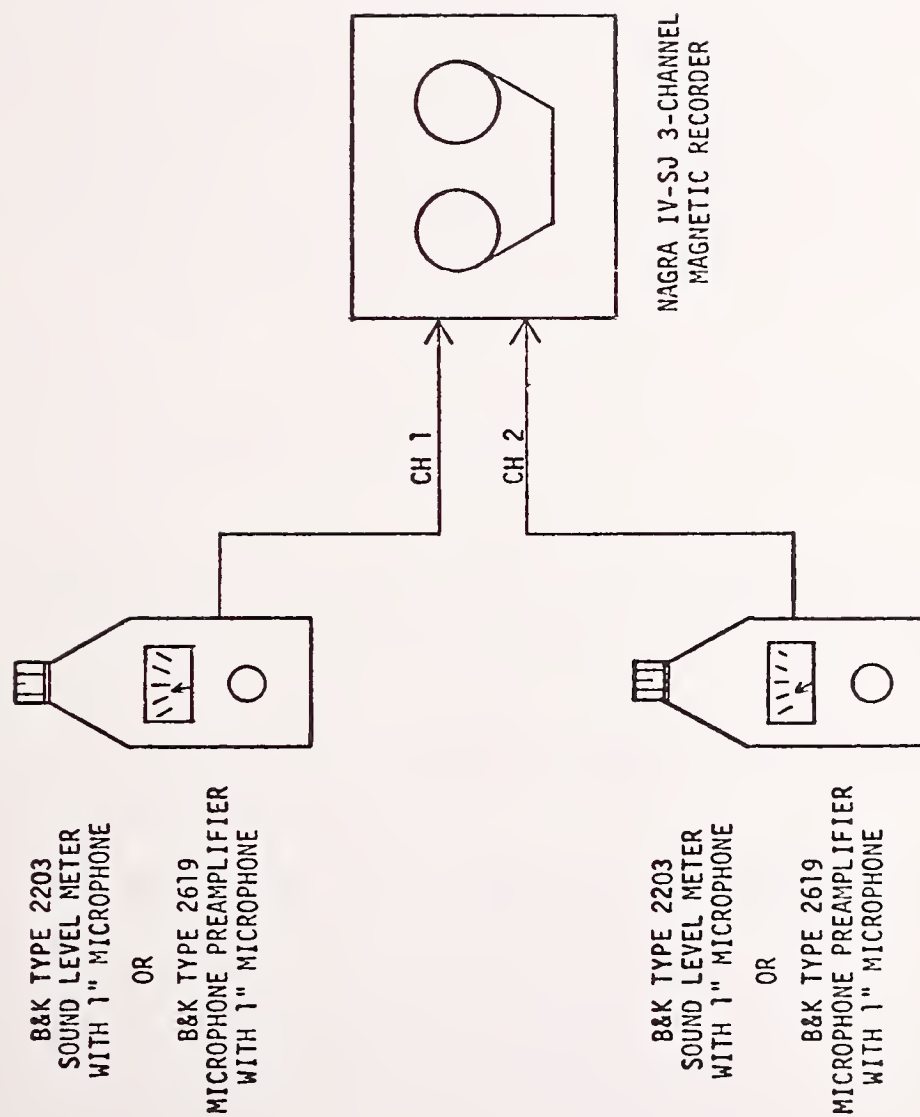 B&K TYPE 2203
SOUND LEVEL METER
WITH 1" MICROPHONE
OR
B&K TYPE 2619
MICROPHONE PREAMPLIFIER
WITH 1" MICROPHONE
CH 1
CH 2
NAGRA IV-SJ 3-CHANNEL
MAGNETIC RECORDER
B&K TYPE 2203
SOUND LEVEL METER
WITH 1" MICROPHONE
OR
B&K TYPE 2619
MICROPHONE PREAMPLIFIER
WITH 1" MICROPHONE